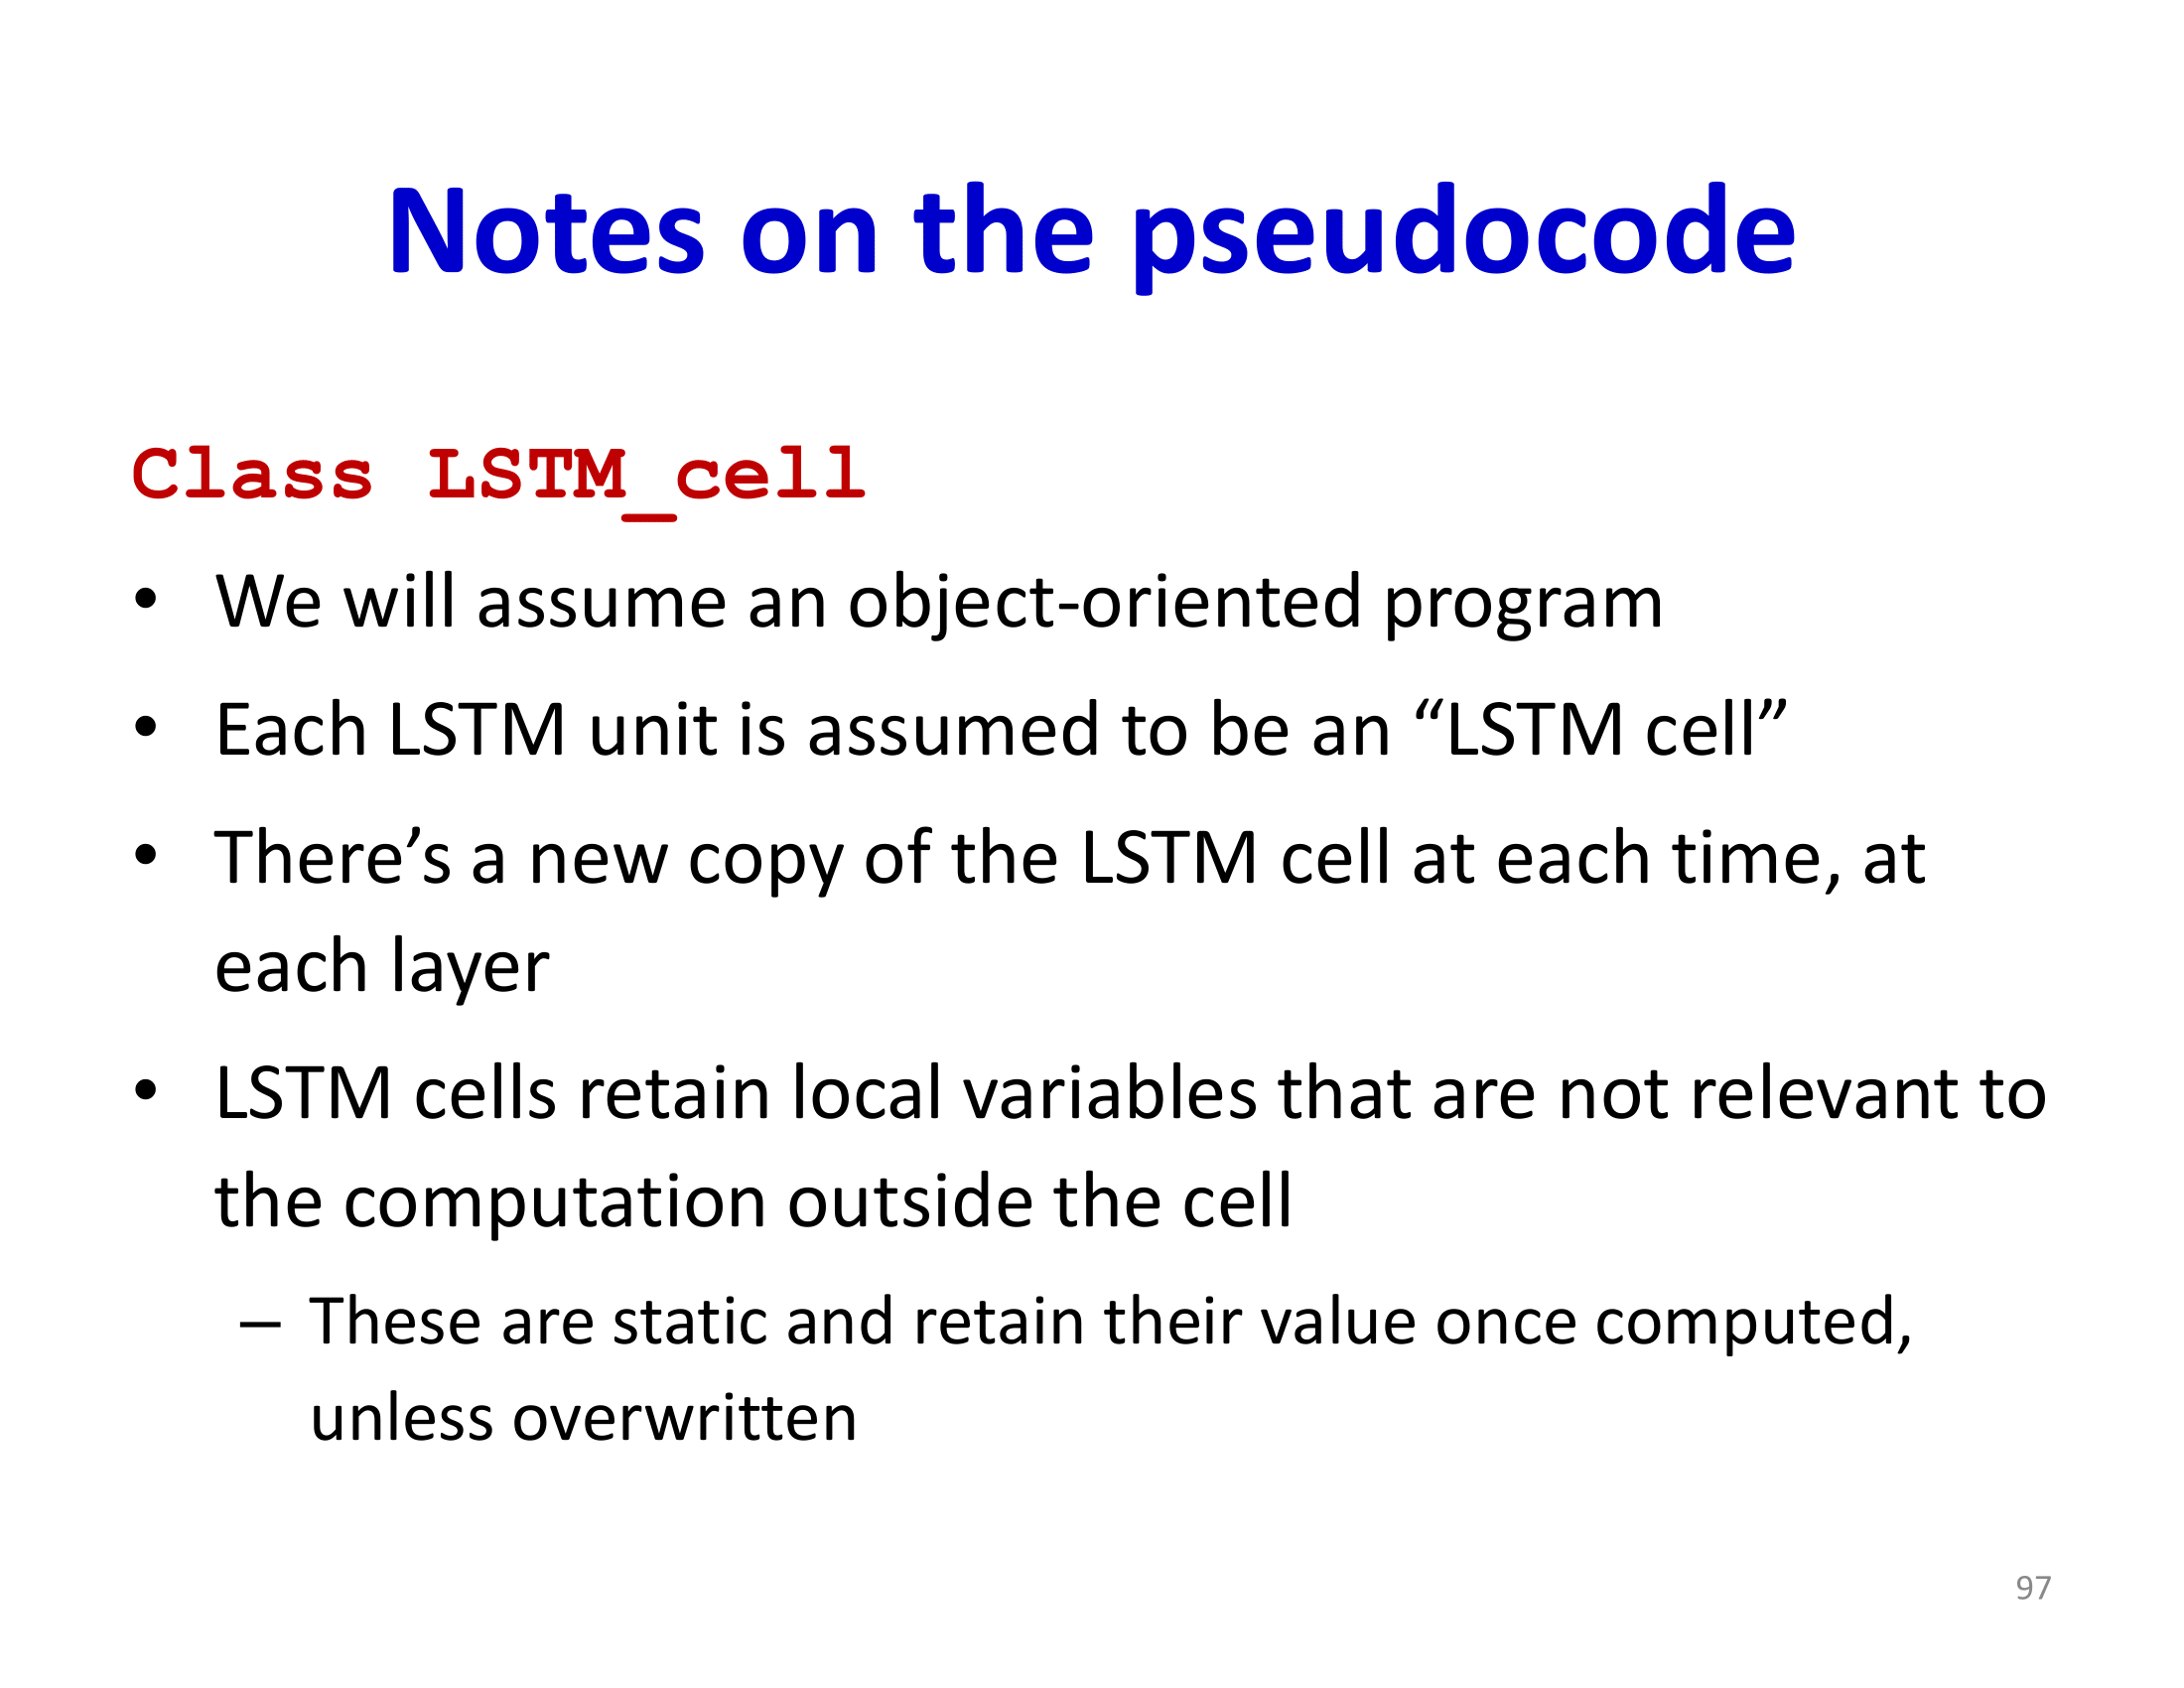 Notes on the pseudocode
Class LSTM_cell
• We will assume an object-oriented program
• Each LSTM unit is assumed to be an “LSTM cell”
• There’s a new copy of the LSTM cell at each time, at
each layer
• LSTM cells retain local variables that are not relevant to
the computation outside the cell
– These are static and retain their value once computed,
unless overwritten
97